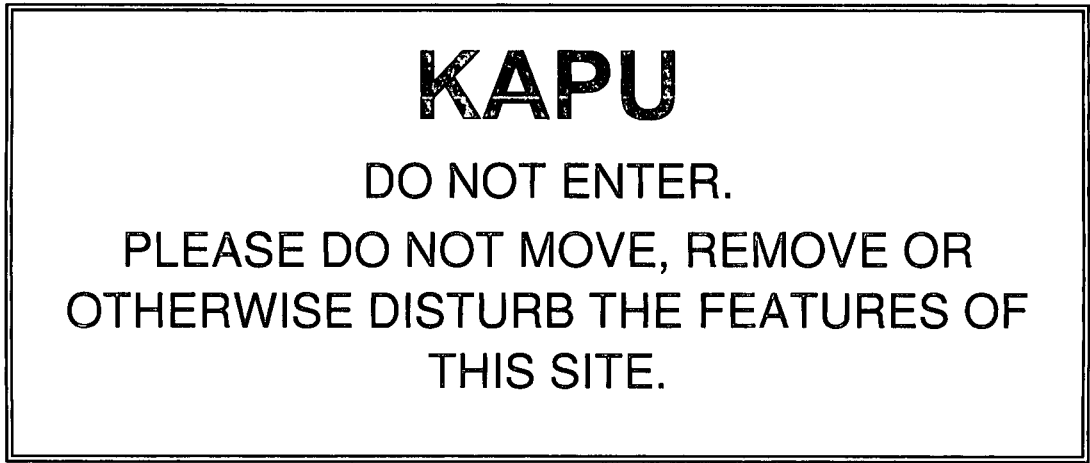 KAPU
DO NOT ENTER.
PLEASE DO NOT MOVE, REMOVE OR
OTHERWISE DISTURB THE FEATURES OF
THIS SITE.